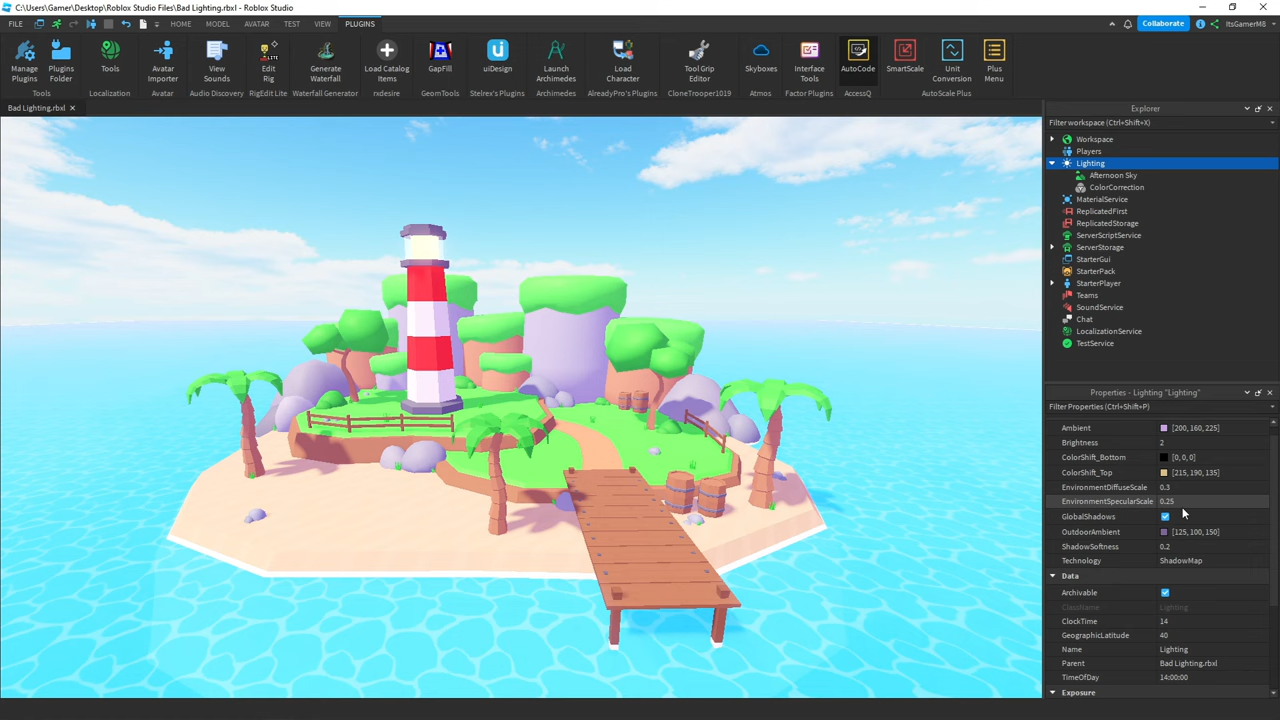 C:\Users\Gamer\Desktop\Roblox Studio Files\Bad Lighting.rbxl - Roblox Studio
FILE HOME MODEL AVATAR TEST VIEW PLUGINS Collaborate ItsGamerM8
Manage Plugins
Plugins Folder
Tools
Avatar Importer
View Sounds
Edit Rig
Generate Waterfall
Load Catalog Items
GapFill
uiDesign
Launch Archimedes
Load Character
Tool Grip Editor
Skyboxes
Interface Tools
AutoCode
SmartScale
Unit Conversion
Plus Menu
Tools Localization Avatar Audio Discovery RigEdit Lite Waterfall Generator rxdesire GeomTools Stelrex's Plugins Archimedes AlreadyPro's Plugins CloneTrooper1019 Atmos Factor Plugins AccessQ AutoScale Plus
Bad Lighting.rbxl
Explorer
Filter workspace (Ctrl+Shift+X)
Workspace
Players
Lighting
Afternoon Sky
ColorCorrection
MaterialService
ReplicatedFirst
ReplicatedStorage
ServerScriptService
ServerStorage
StarterGui
StarterPack
StarterPlayer
Teams
SoundService
Chat
LocalizationService
TestService
Properties - Lighting "Lighting"
Filter Properties (Ctrl+Shift+P)
Ambient [200, 160, 225]
Brightness 2
ColorShift_Bottom [0, 0, 0]
ColorShift_Top [215, 190, 135]
EnvironmentDiffuseScale 0.3
EnvironmentSpecularScale 0.25
GlobalShadows
OutdoorAmbient [125, 100, 150]
ShadowSoftness 0.2
Technology ShadowMap
Data
Archivable
ClassName Lighting
ClockTime 14
GeographicLatitude 40
Name Lighting
Parent Bad Lighting.rbxl
TimeOfDay 14:00:00
Exposure